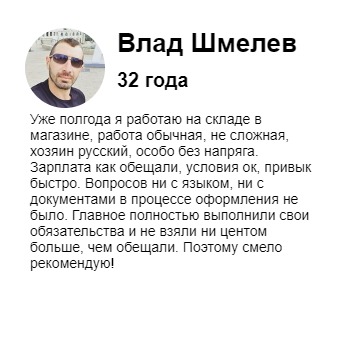 Влад Шмелев
32 года
Уже полгода я работаю на складе в
магазине, работа обычная, не сложная,
хозяин русский, особо без напряга.
Зарплата как обещали, условия ок, привык
быстро. Вопросов ни с языком, ни с
документами в процессе оформления не
было. Главное полностью выполнили свои
обязательства и не взяли ни центом
больше, чем обещали. Поэтому смело
рекомендую!